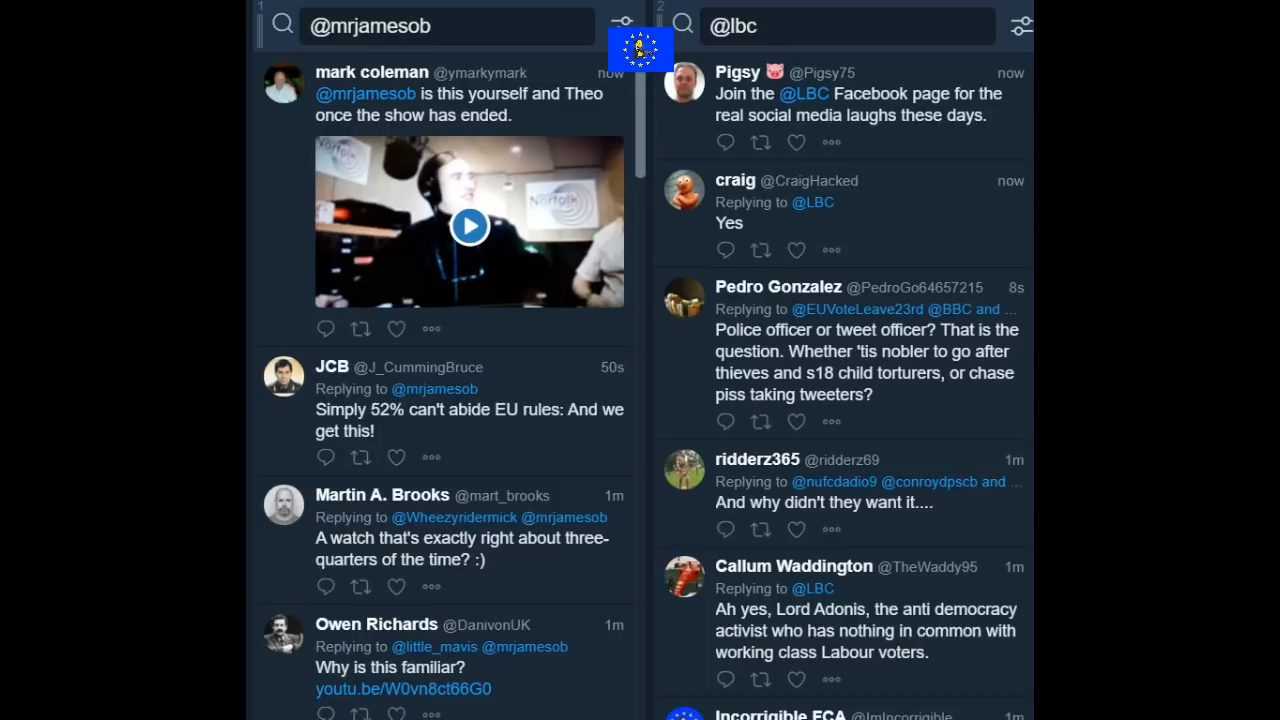 1
@mrjamesob
mark coleman @ymarkymark now
@mrjamesob is this yourself and Theo
once the show has ended.
Norfolk
Norfolk
JCB @J_CummingBruce 50s
Replying to @mrjamesob
Simply 52% can't abide EU rules: And we
get this!
Martin A. Brooks @mart_brooks 1m
Replying to @Wheezyridermick @mrjamesob
A watch that's exactly right about three-
quarters of the time? :)
Owen Richards @DanivonUK 1m
Replying to @little_mavis @mrjamesob
Why is this familiar?
youtu.be/W0vn8ct66G0
2
@lbc
Pigsy 🐷 @Pigsy75 now
Join the @LBC Facebook page for the
real social media laughs these days.
craig @CraigHacked now
Replying to @LBC
Yes
Pedro Gonzalez @PedroGo64657215 8s
Replying to @EUVoteLeave23rd @BBC and ...
Police officer or tweet officer? That is the
question. Whether 'tis nobler to go after
thieves and s18 child torturers, or chase
piss taking tweeters?
ridderz365 @ridderz69 1m
Replying to @nufcdadio9 @conroydpscb and ...
And why didn't they want it....
Callum Waddington @TheWaddy95 1m
Replying to @LBC
Ah yes, Lord Adonis, the anti democracy
activist who has nothing in common with
working class Labour voters.
Incorrigible FCA @ImIncorrigible 1m